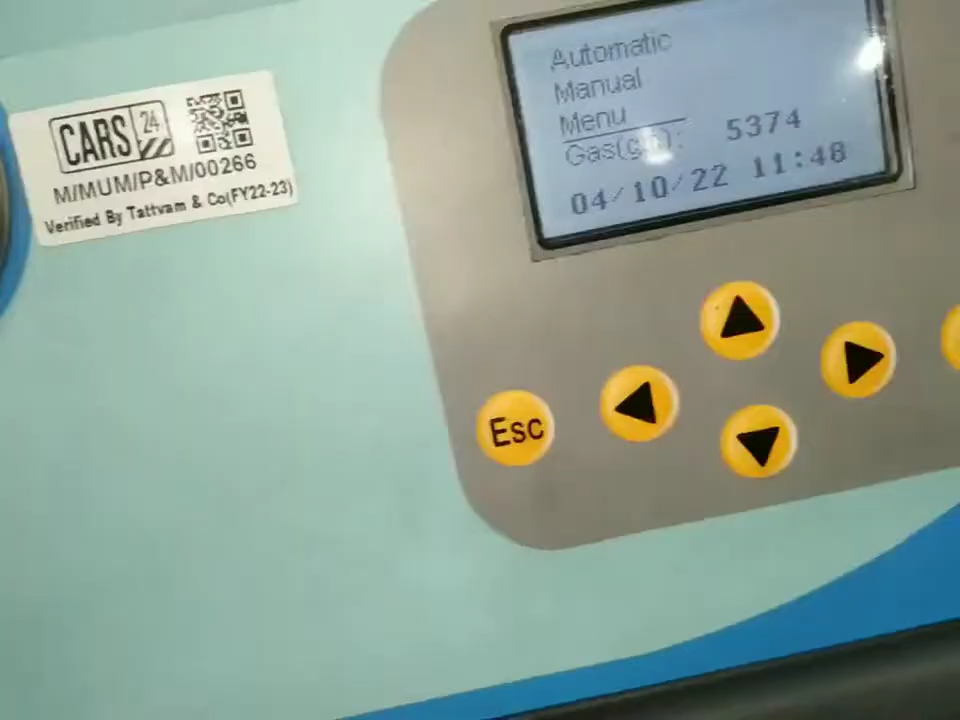 CARS 24
M/MUM/P&M/00266
Verified By Tattvam & Co(FY22-23)
Automatic
Manual
Menu
Gas(gr): 5374
04/10/22 11:48
Esc